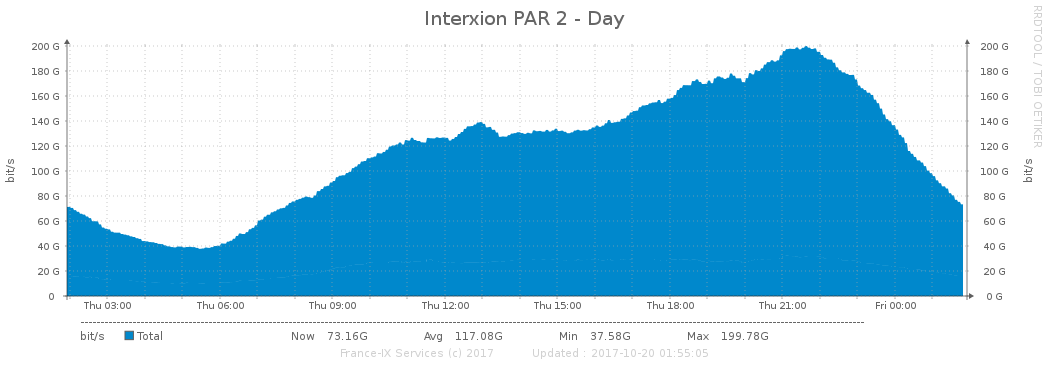 Interxion PAR 2 - Day
RRDTOOL / TOBI OETIKER
200 G 200 G
180 G 180 G
160 G 160 G
140 G 140 G
120 G 120 G
100 G 100 G
80 G 80 G
60 G 60 G
40 G 40 G
20 G 20 G
0 0 G
bit/s bit/s
Thu 03:00 Thu 06:00 Thu 09:00 Thu 12:00 Thu 15:00 Thu 18:00 Thu 21:00 Fri 00:00
bit/s Total Now 73.16G Avg 117.08G Min 37.58G Max 199.78G
France-IX Services (c) 2017 Updated : 2017-10-20 01:55:05